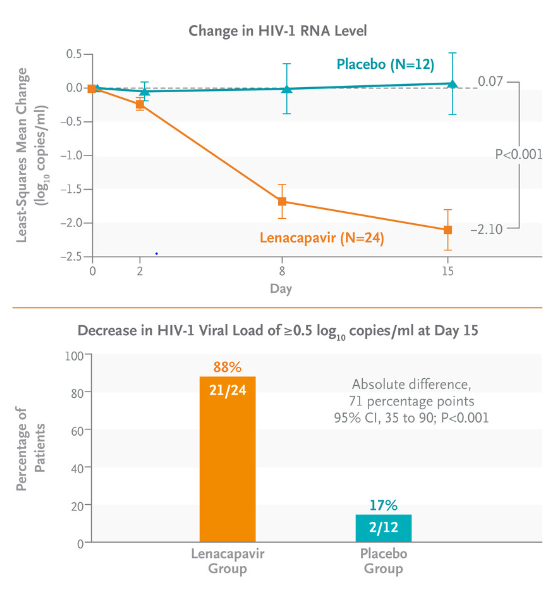 Change in HIV-1 RNA Level
Least-Squares Mean Change
(log10 copies/ml)
0.5
0.0
−0.5
−1.0
−1.5
−2.0
−2.5
Placebo (N=12)
0.07
P<0.001
−2.10
Lenacapavir (N=24)
0
2
8
15
Day
Decrease in HIV-1 Viral Load of ≥0.5 log10 copies/ml at Day 15
Percentage of
Patients
100
80
60
40
20
0
88%
21/24
Absolute difference,
71 percentage points
95% CI, 35 to 90; P<0.001
17%
2/12
Lenacapavir
Group
Placebo
Group